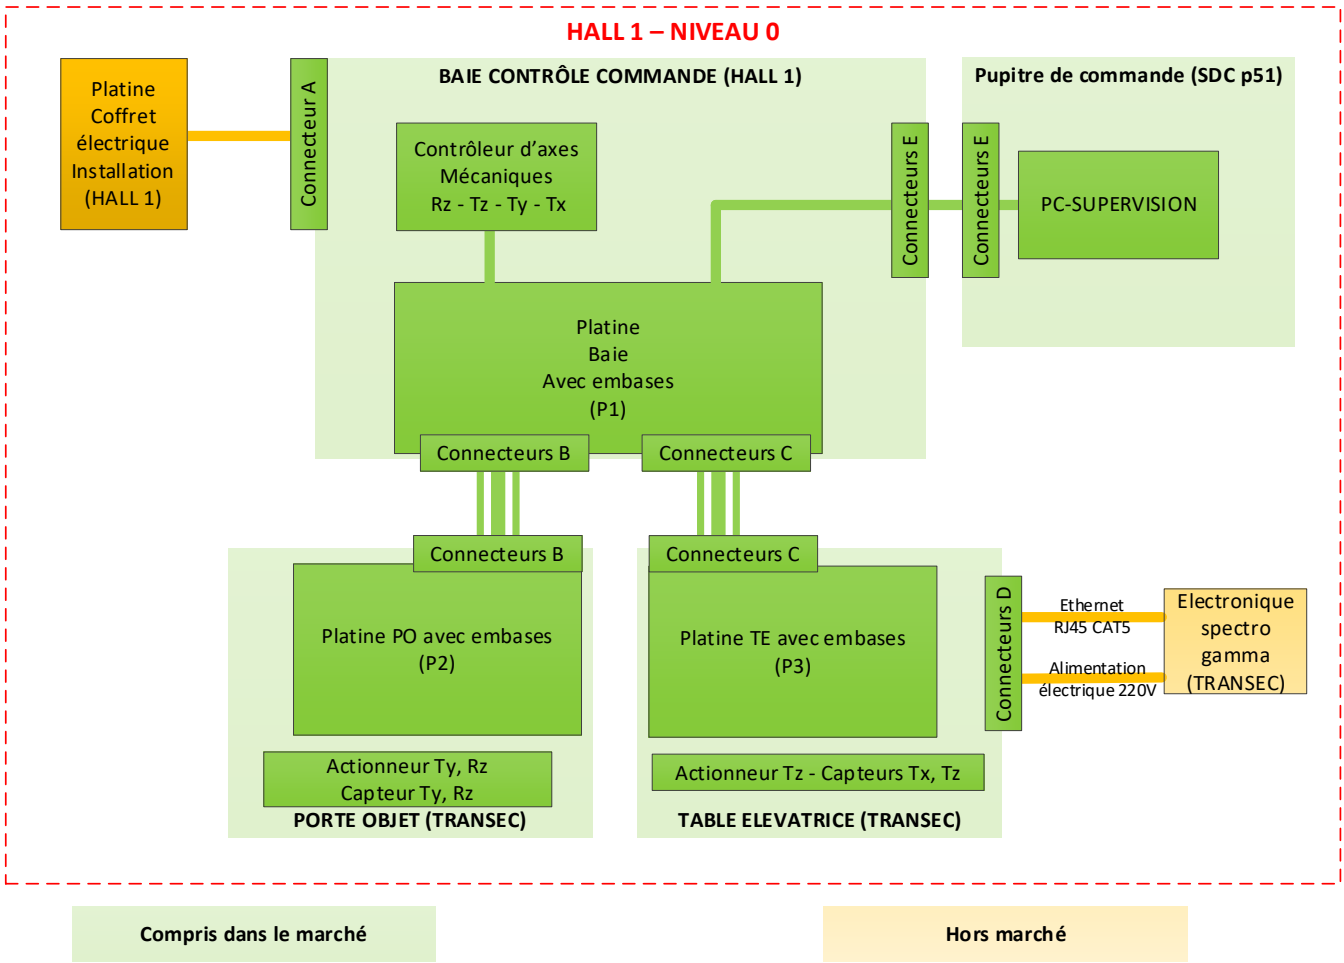 HALL 1 – NIVEAU 0
Platine
Coffret
électrique
Installation
(HALL 1)
Connecteur A
BAIE CONTRÔLE COMMANDE (HALL 1)
Contrôleur d'axes
Mécaniques
Rz - Tz - Ty - Tx
Connecteurs E
Pupitre de commande (SDC p51)
Connecteurs E
PC-SUPERVISION
Platine
Baie
Avec embases
(P1)
Connecteurs B
Connecteurs C
Connecteurs B
Platine PO avec embases
(P2)
Actionneur Ty, Rz
Capteur Ty, Rz
PORTE OBJET (TRANSEC)
Connecteurs C
Platine TE avec embases
(P3)
Actionneur Tz - Capteurs Tx, Tz
TABLE ELEVATRICE (TRANSEC)
Connecteurs D
Ethernet
RJ45 CAT5
Alimentation
électrique 220V
Electronique
spectro
gamma
(TRANSEC)
Compris dans le marché
Hors marché